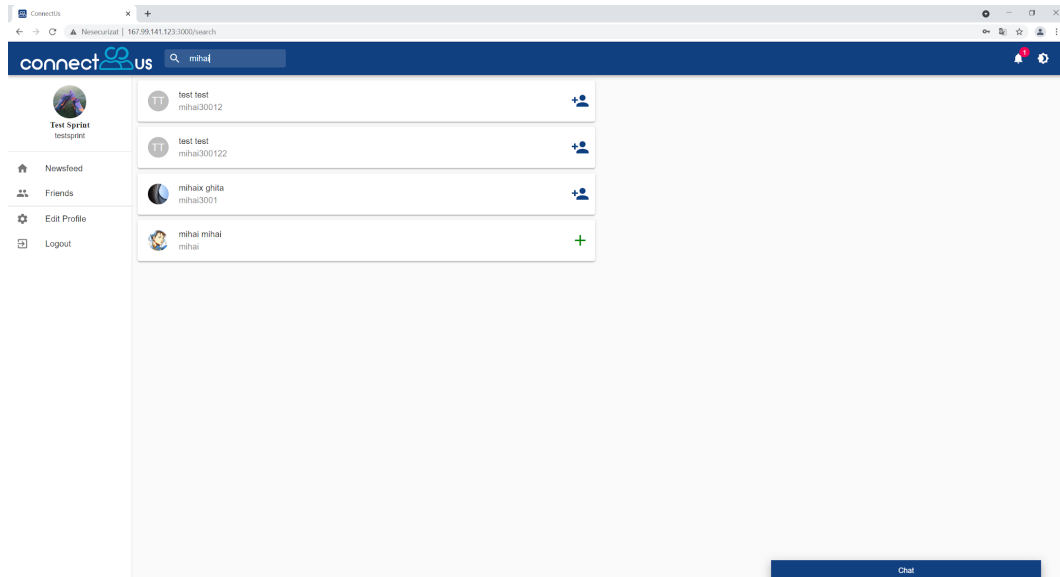 ConnectUs
Nesecurizat | 167.99.141.123:3000/search
connect us
mihai
1
Test Sprint
testsprint
Newsfeed
Friends
Edit Profile
Logout
TT
test test
mihai30012
TT
test test
mihai300122
mihaix ghita
mihai3001
mihai mihai
mihai
Chat